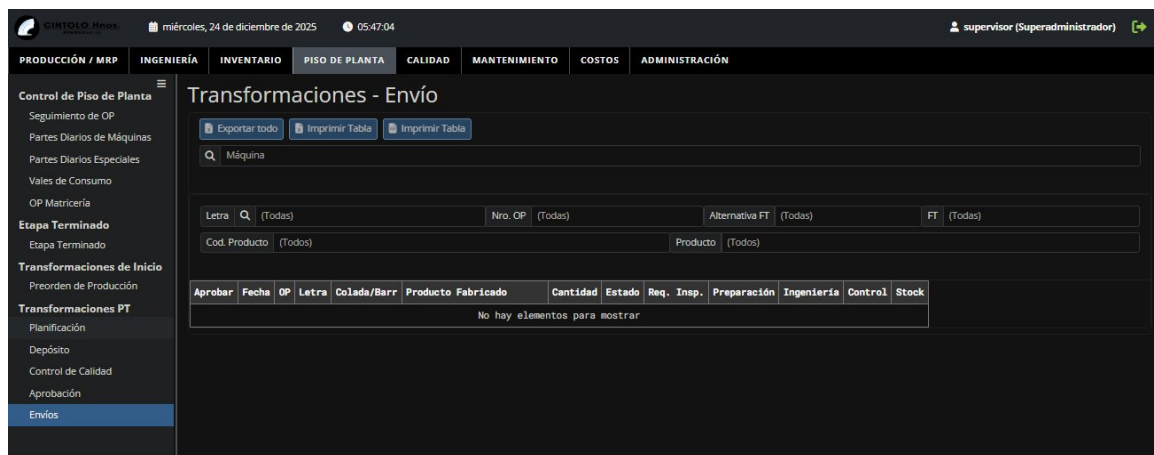 CINTOLO Hnos.
miércoles, 24 de diciembre de 2025
05:47:04
supervisor (Superadministrador)
PRODUCCIÓN / MRP INGENIERÍA INVENTARIO PISO DE PLANTA CALIDAD MANTENIMIENTO COSTOS ADMINISTRACIÓN
Control de Piso de Planta
Seguimiento de OP
Partes Diarios de Máquinas
Partes Diarios Especiales
Vales de Consumo
OP Matricería
Etapa Terminado
Etapa Terminado
Transformaciones de Inicio
Preorden de Producción
Transformaciones PT
Planificación
Depósito
Control de Calidad
Aprobación
Envíos
Transformaciones - Envío
Exportar todo Imprimir Tabla Imprimir Tabla
Máquina
Letra (Todas) Nro. OP (Todas) Alternativa FT (Todas) FT (Todas)
Cod. Producto (Todos) Producto (Todos)
Aprobar Fecha OP Letra Colada/Barr Producto Fabricado Cantidad Estado Req. Insp. Preparación Ingeniería Control Stock
No hay elementos para mostrar